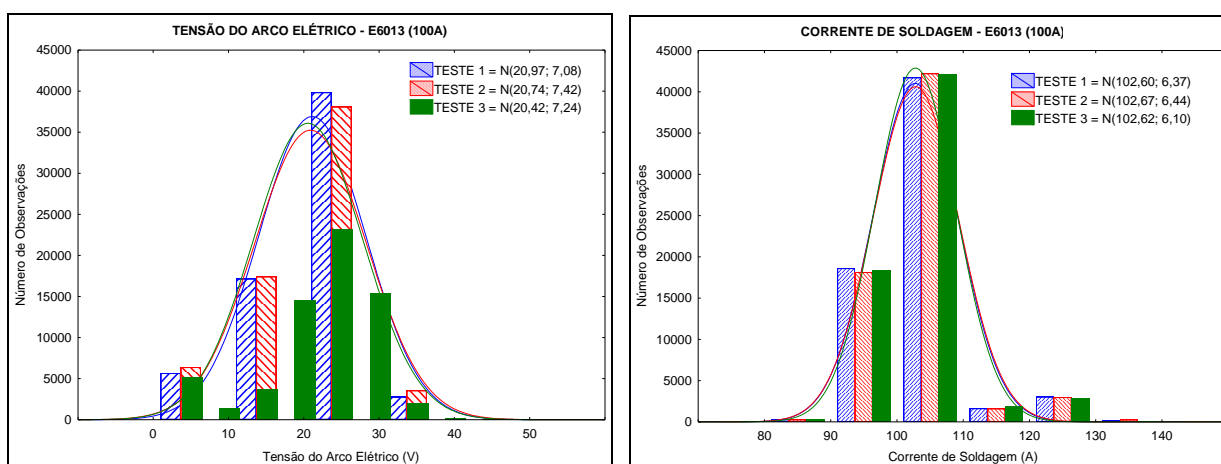 TENSÃO DO ARCO ELÉTRICO - E6013 (100A)
45000
40000
35000
30000
25000
20000
15000
10000
5000
0
Número de Observações
TESTE 1 = N(20,97; 7,08)
TESTE 2 = N(20,74; 7,42)
TESTE 3 = N(20,42; 7,24)
0 10 20 30 40 50
Tensão do Arco Elétrico (V)
CORRENTE DE SOLDAGEM - E6013 (100A)
45000
40000
35000
30000
25000
20000
15000
10000
5000
0
Número de Observações
TESTE 1 = N(102,60; 6,37)
TESTE 2 = N(102,67; 6,44)
TESTE 3 = N(102,62; 6,10)
80 90 100 110 120 130 140
Corrente de Soldagem (A)